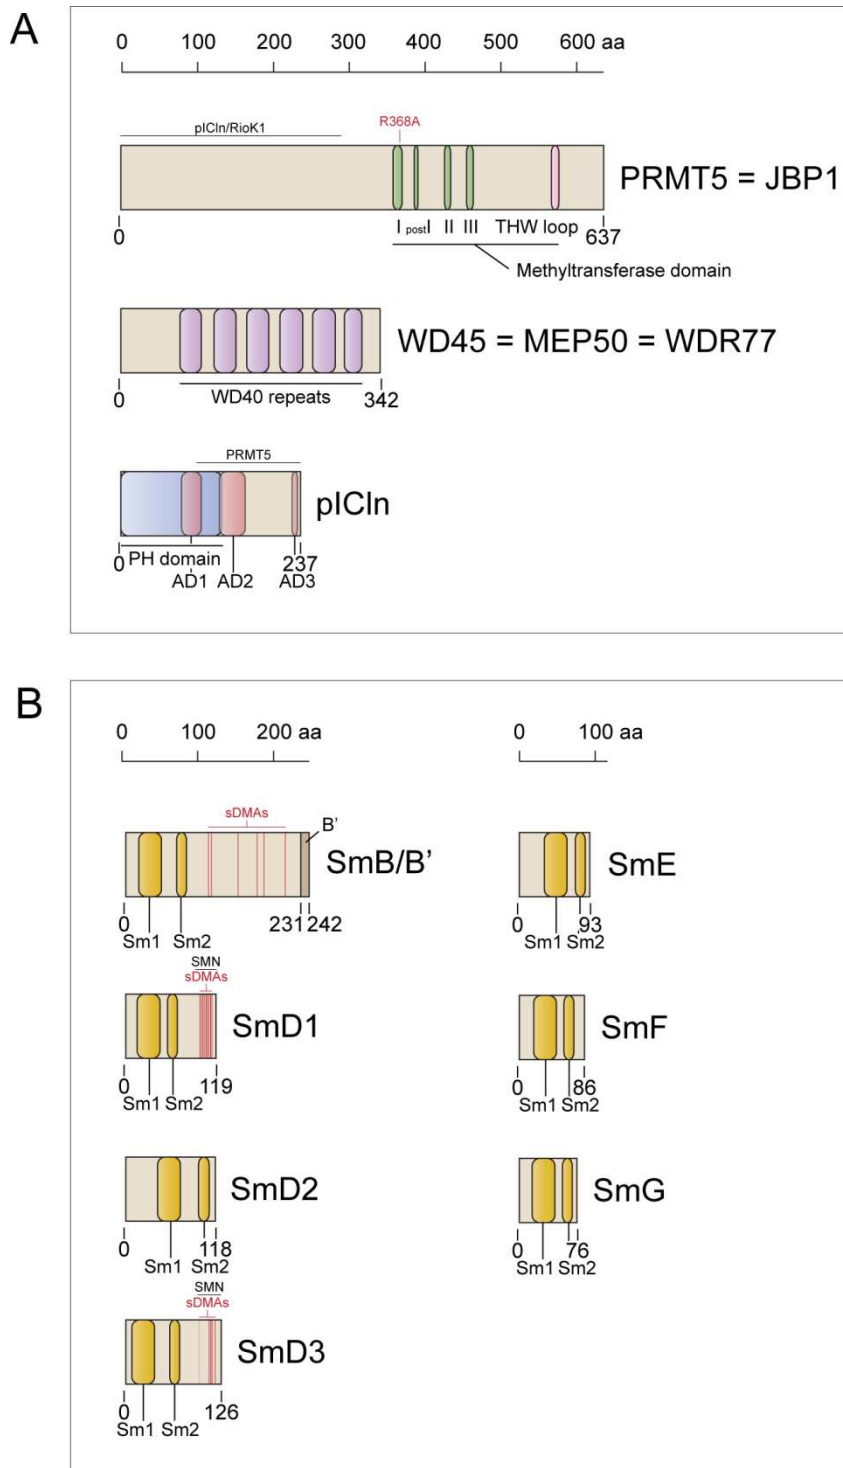 A
0 100 200 300 400 500 600 aa
pICln/RioK1
R368A
PRMT5 = JBP1
I post I II III THW loop
0 637
Methyltransferase domain
WD45 = MEP50 = WDR77
WD40 repeats
0 342
PRMT5
pICln
PH domain
0 237
AD1 AD2 AD3
B
0 100 200 aa
0 100 aa
sDMAs
B'
SmB/B'
0 231 242
Sm1 Sm2
SmE
0 93
Sm1 Sm2
SMN
sDMAs
SmD1
0 119
Sm1 Sm2
SmF
0 86
Sm1 Sm2
SmD2
0 118
Sm1 Sm2
SmG
0 76
Sm1 Sm2
SMN
sDMAs
SmD3
0 126
Sm1 Sm2